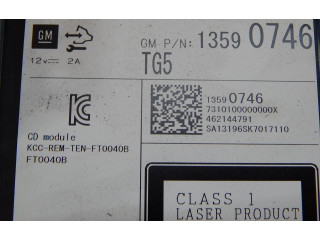 GM
GM-P/N: 1359 0746
12v⎓ 2A
TG5
1359 0746
7310100000000X
462144791
SA13196SK7017110
CD module
KCC-REM-TEN-FT0040B
FT0040B
CLASS 1
LASER PRODUCT